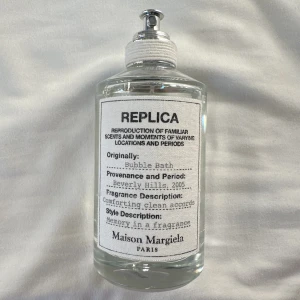 REPLICA
REPRODUCTION OF FAMILIAR
SCENTS AND MOMENTS OF VARYING
LOCATIONS AND PERIODS
Originally:
Bubble Bath
Provenance and Period:
Beverly Hills, 2005
Fragrance Description:
Comforting clean accords
Style Description:
Memory in a fragrance
Maison Margiela
PARIS